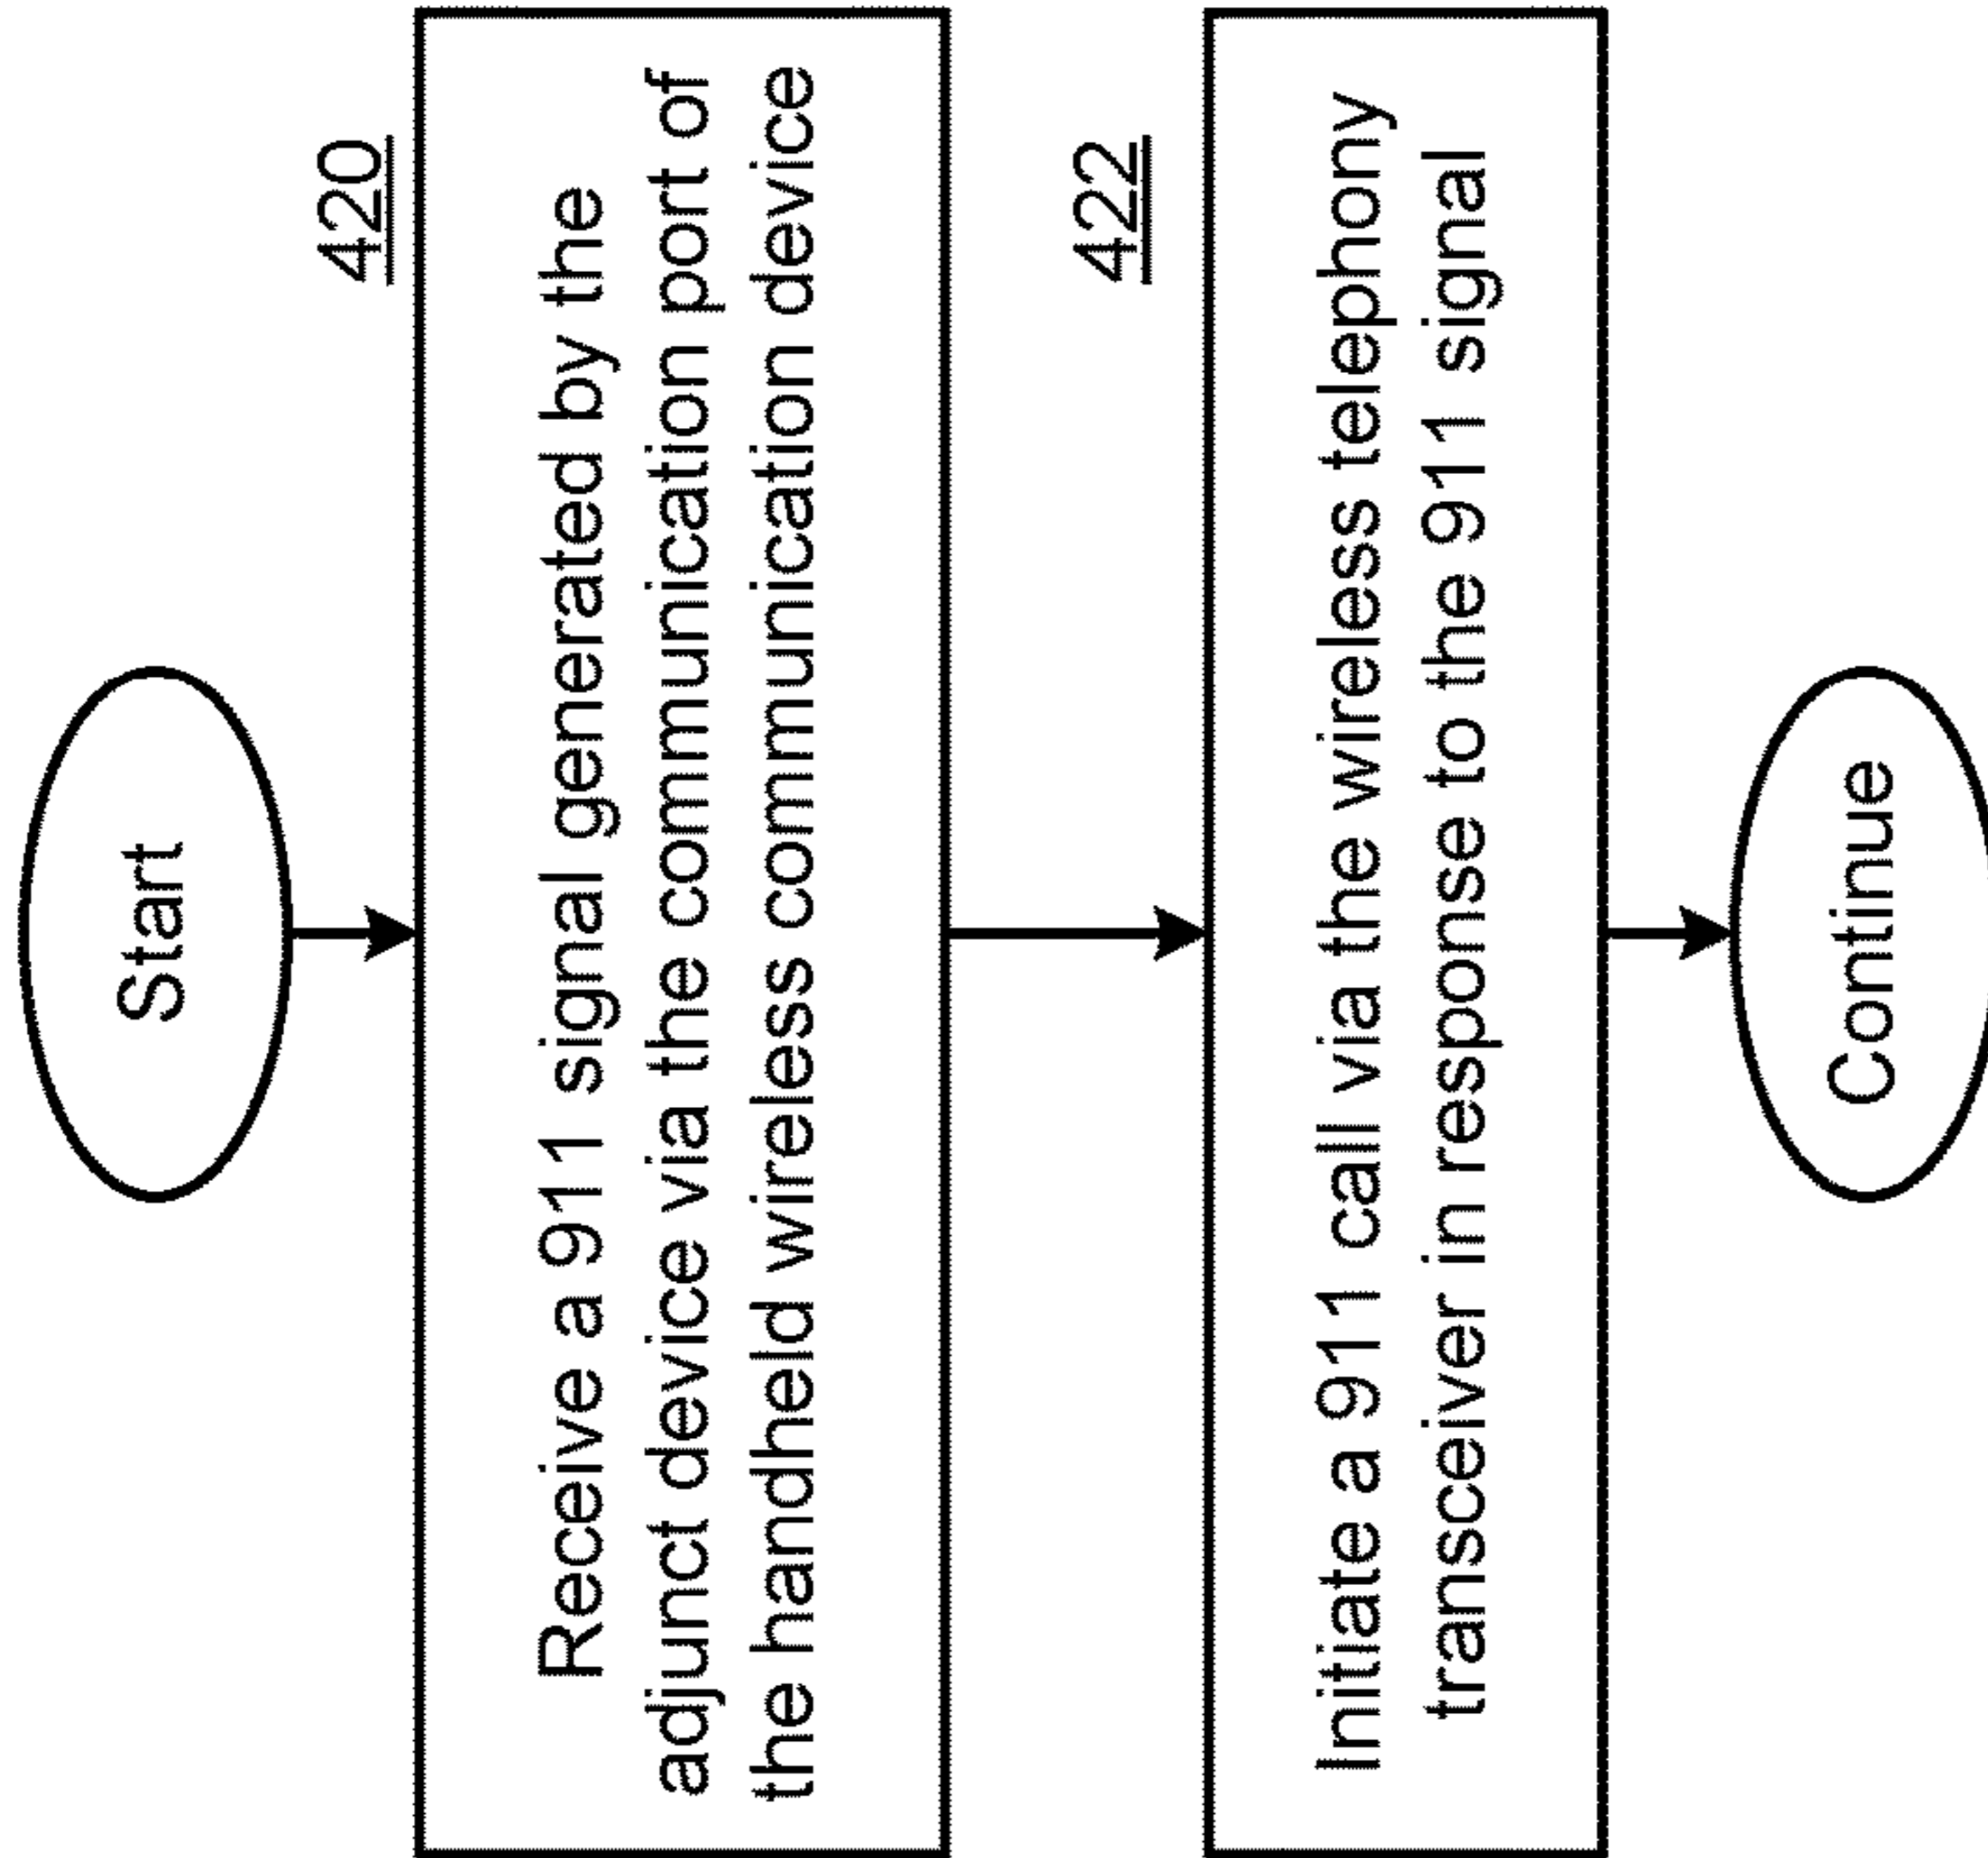 Start
420
Receive a 911 signal generated by the
adjunct device via the communication port of
the handheld wireless communication device
422
Initiate a 911 call via the wireless telephony
transceiver in response to the 911 signal
Continue